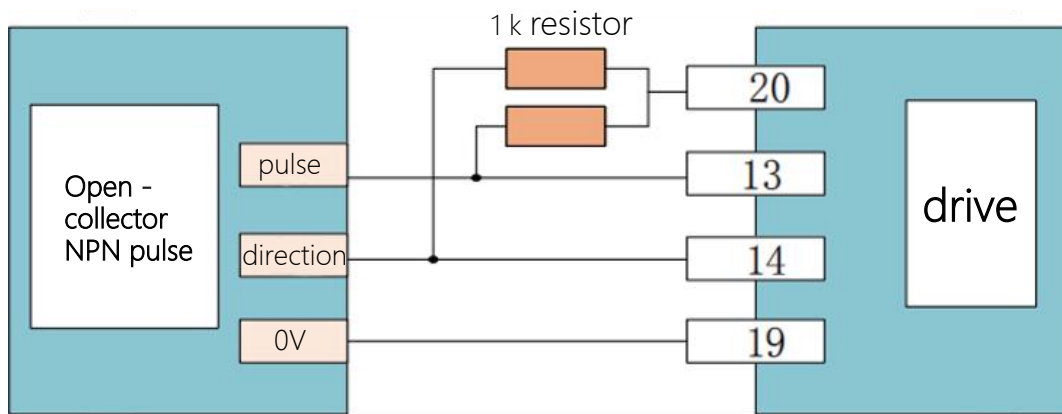 1 k resistor
20
pulse
13
Open -
collector
NPN pulse
drive
direction
14
0V
19